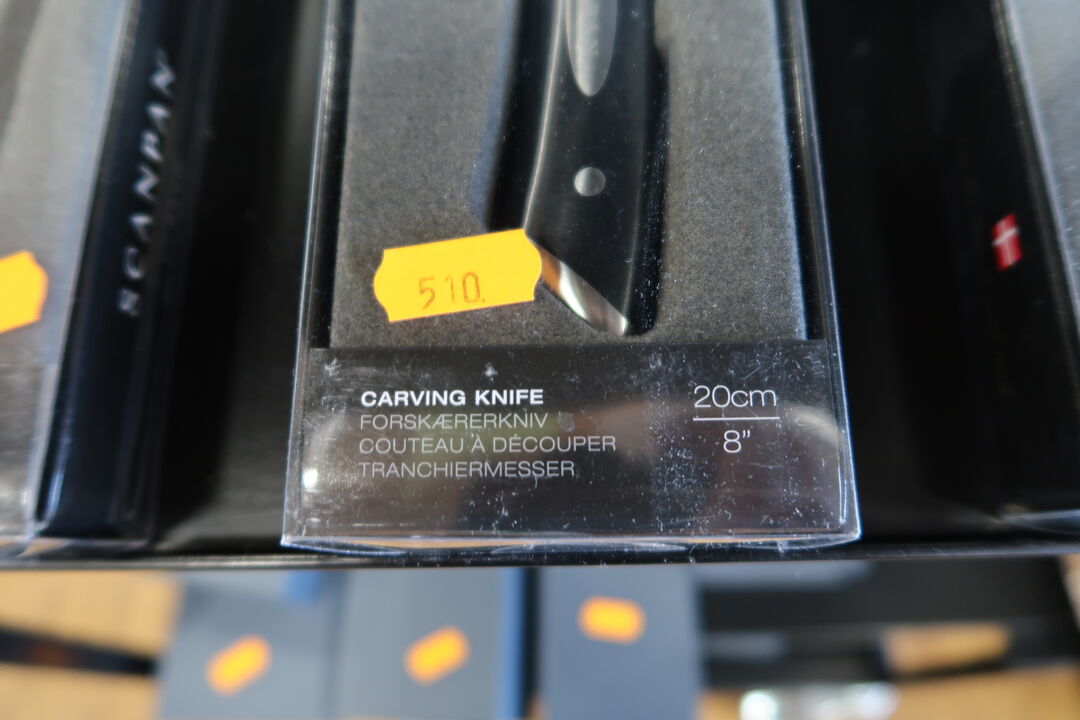 SCANPAN
510
CARVING KNIFE
FORSKÆRERKNIV
COUTEAU À DÉCOUPER
TRANCHIERMESSER
20cm
8”